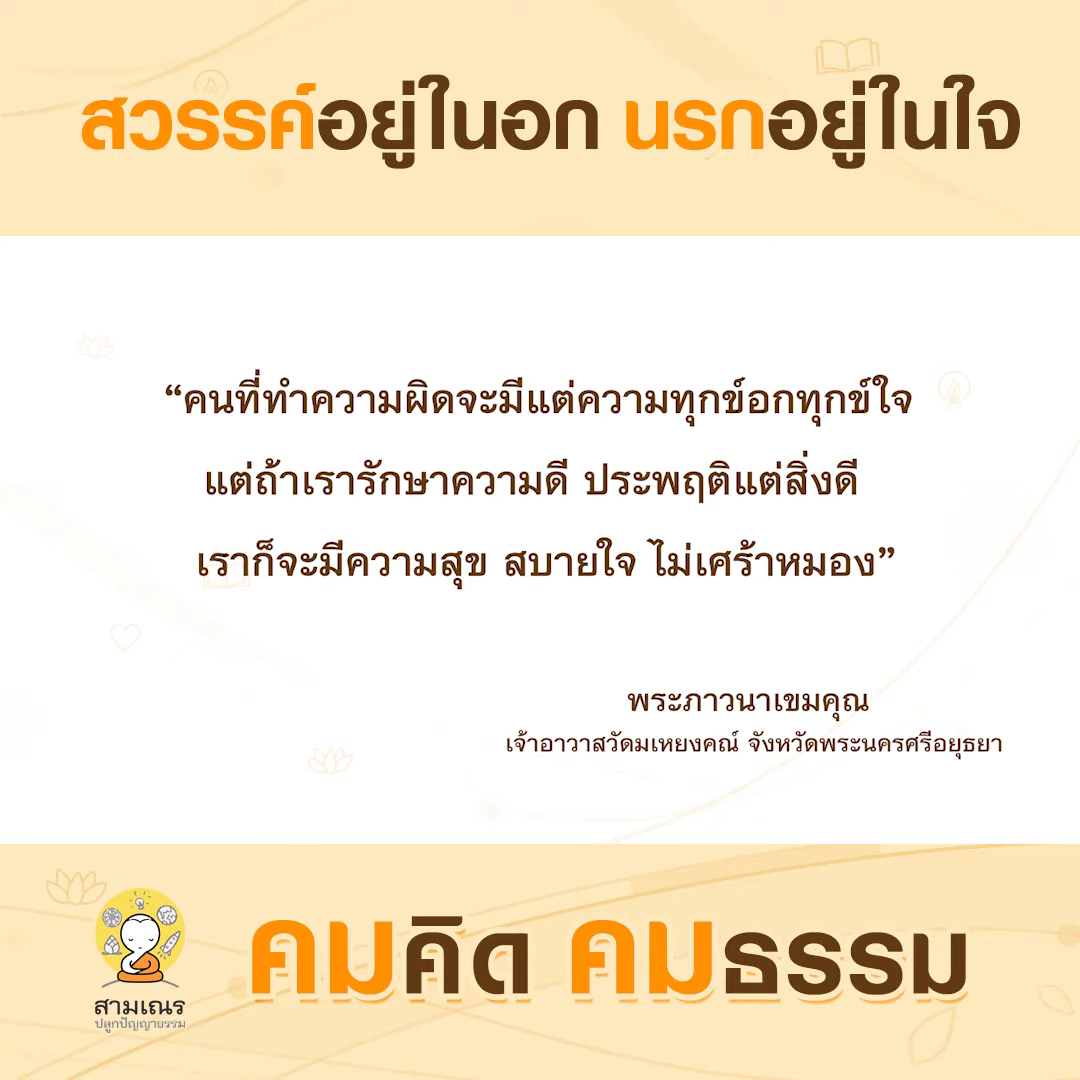 สวรรค์อยู่ในอก นรกอยู่ในใจ
“คนที่ทำความผิดจะมีแต่ความทุกข์อกทุกข์ใจ
แต่ถ้าเรารักษาความดี ประพฤติแต่สิ่งดี
เราก็จะมีความสุข สบายใจ ไม่เศร้าหมอง”
พระภาวนาเขมคุณ
เจ้าอาวาสวัดมเหยงคณ์ จังหวัดพระนครศรีอยุธยา
คมคิด คมธรรม
สามเณร
ปลูกปัญญาธรรม